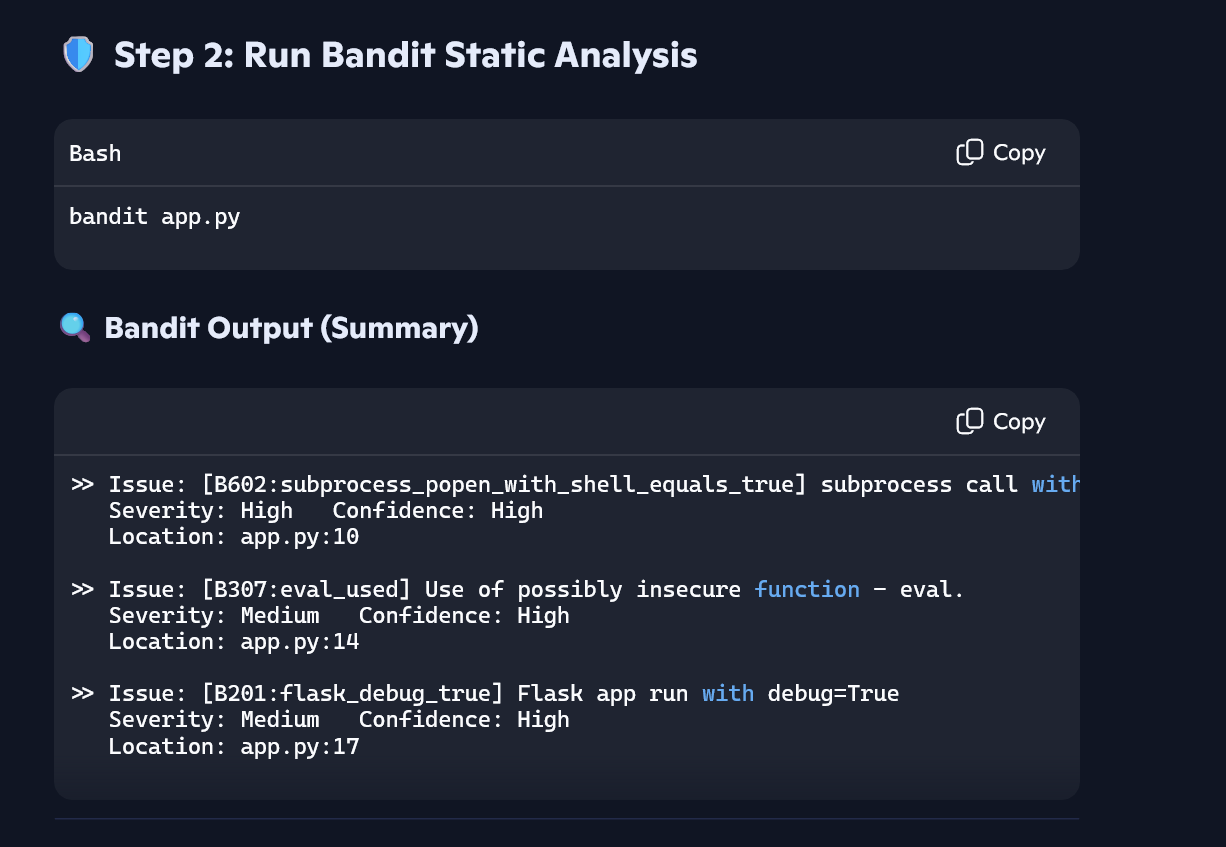 Step 2: Run Bandit Static Analysis
Bash
Copy
bandit app.py
Bandit Output (Summary)
Copy
>> Issue: [B602:subprocess_popen_with_shell_equals_true] subprocess call with
Severity: High   Confidence: High
Location: app.py:10
>> Issue: [B307:eval_used] Use of possibly insecure function - eval.
Severity: Medium   Confidence: High
Location: app.py:14
>> Issue: [B201:flask_debug_true] Flask app run with debug=True
Severity: Medium   Confidence: High
Location: app.py:17